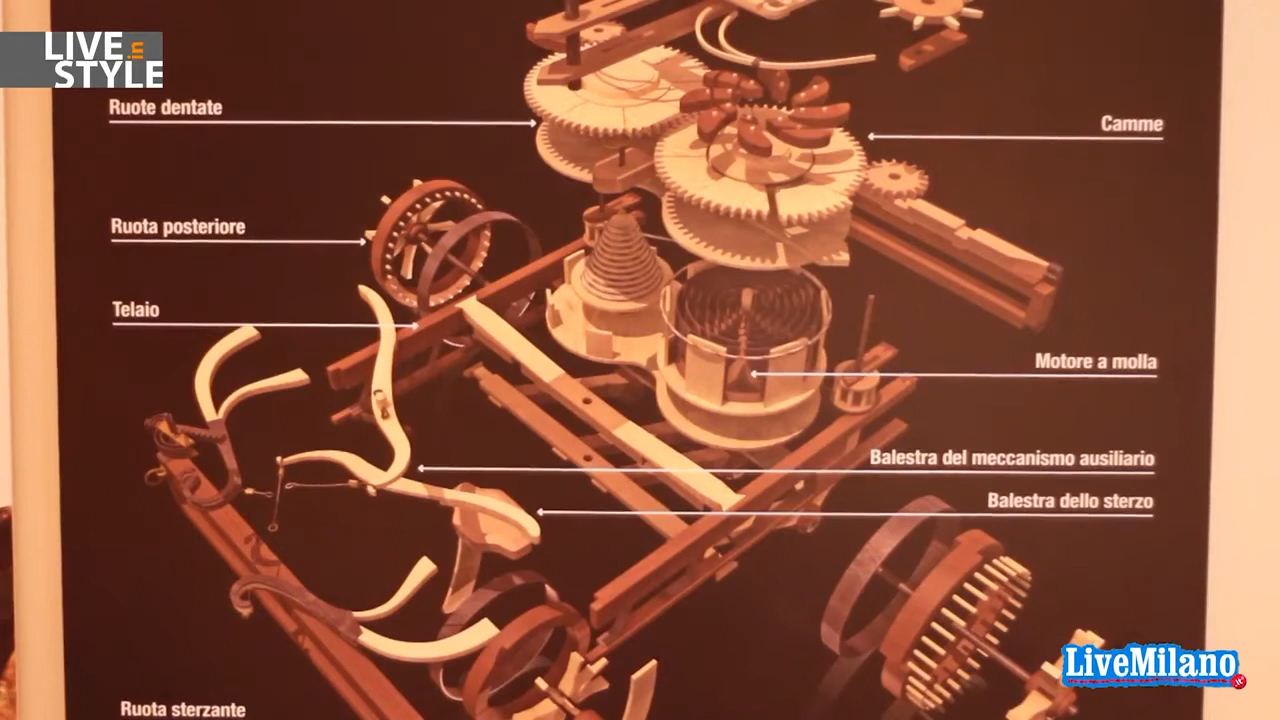 LIVE in
STYLE
Ruote dentate
Camme
Ruota posteriore
Telaio
Motore a molla
Balestra del meccanismo ausiliario
Balestra dello sterzo
LiveMilano
.it
Ruota sterzante